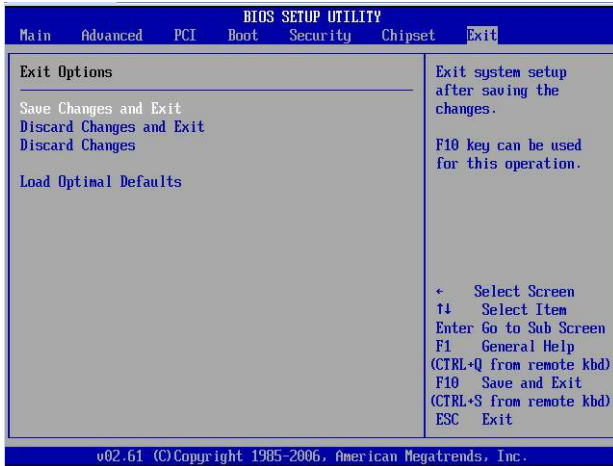 BIOS SETUP UTILITY
Main Advanced PCI Boot Security Chipset Exit
Exit Options
Save Changes and Exit
Discard Changes and Exit
Discard Changes
Load Optimal Defaults
Exit system setup
after saving the
changes.
F10 key can be used
for this operation.
← Select Screen
↑↓ Select Item
Enter Go to Sub Screen
F1 General Help
(CTRL+Q from remote kbd)
F10 Save and Exit
(CTRL+S from remote kbd)
ESC Exit
v02.61 (C)Copyright 1985-2006, American Megatrends, Inc.